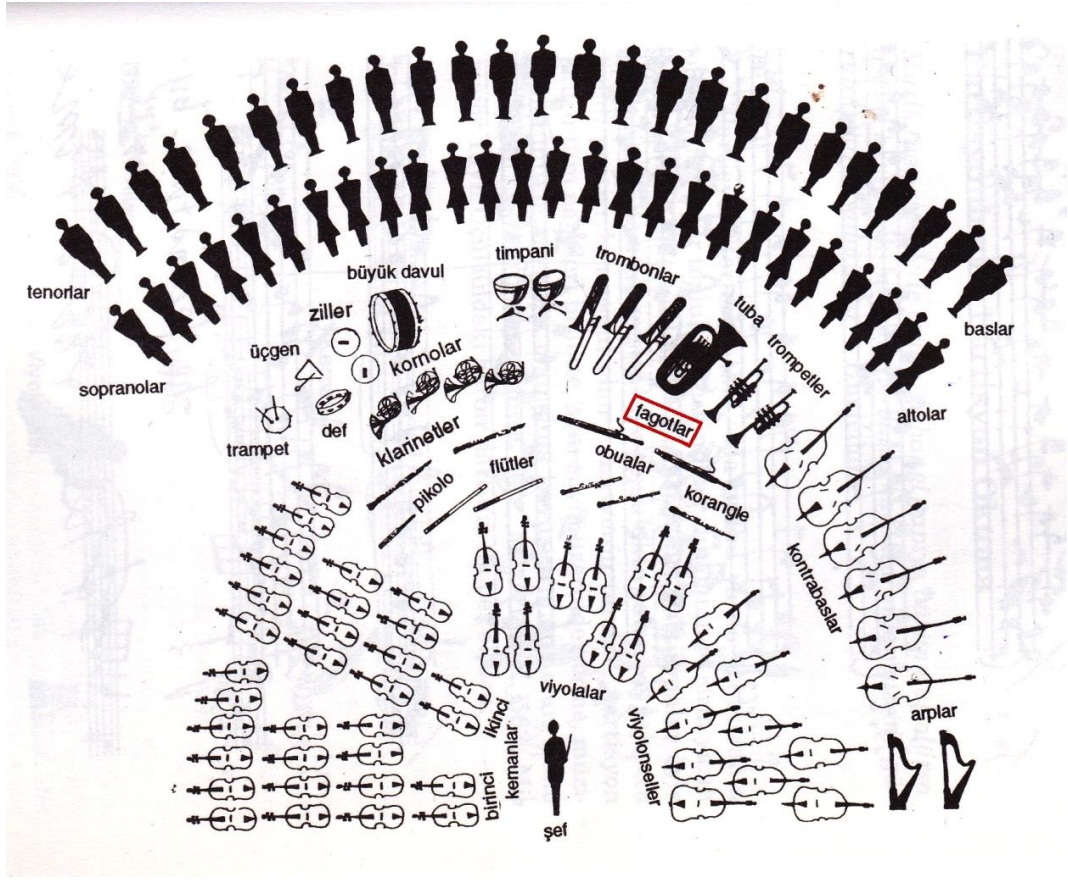 timpani
trombonlar
büyük davul
tenorlar
ziller
tuba
baslar
üçgen
kornolar
trompetler
sopranolar
altolar
trampet
def
klarinetler
fagotlar
pikolo
flütler
obualar
korangle
kontrabaslar
viyolalar
ikinci
birinci
kemanlar
viyolonseller
arplar
şef